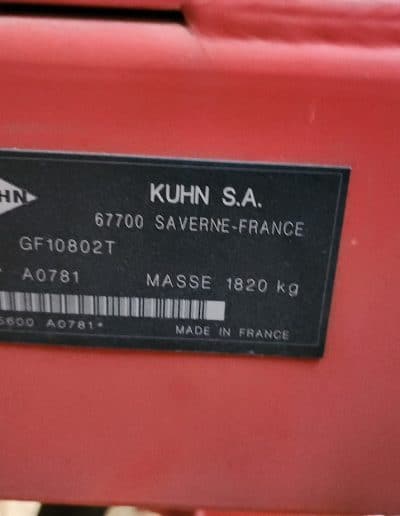 HN
KUHN S.A.
67700 SAVERNE-FRANCE
GF10802T
A0781 MASSE 1820 kg
5600 A0781*
MADE IN FRANCE